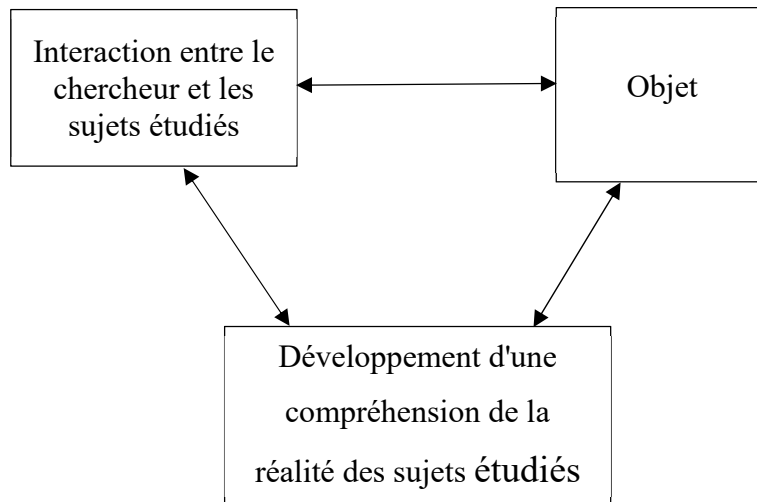 Interaction entre le
chercheur et les
sujets étudiés
Objet
Développement d'une
compréhension de la
réalité des sujets étudiés